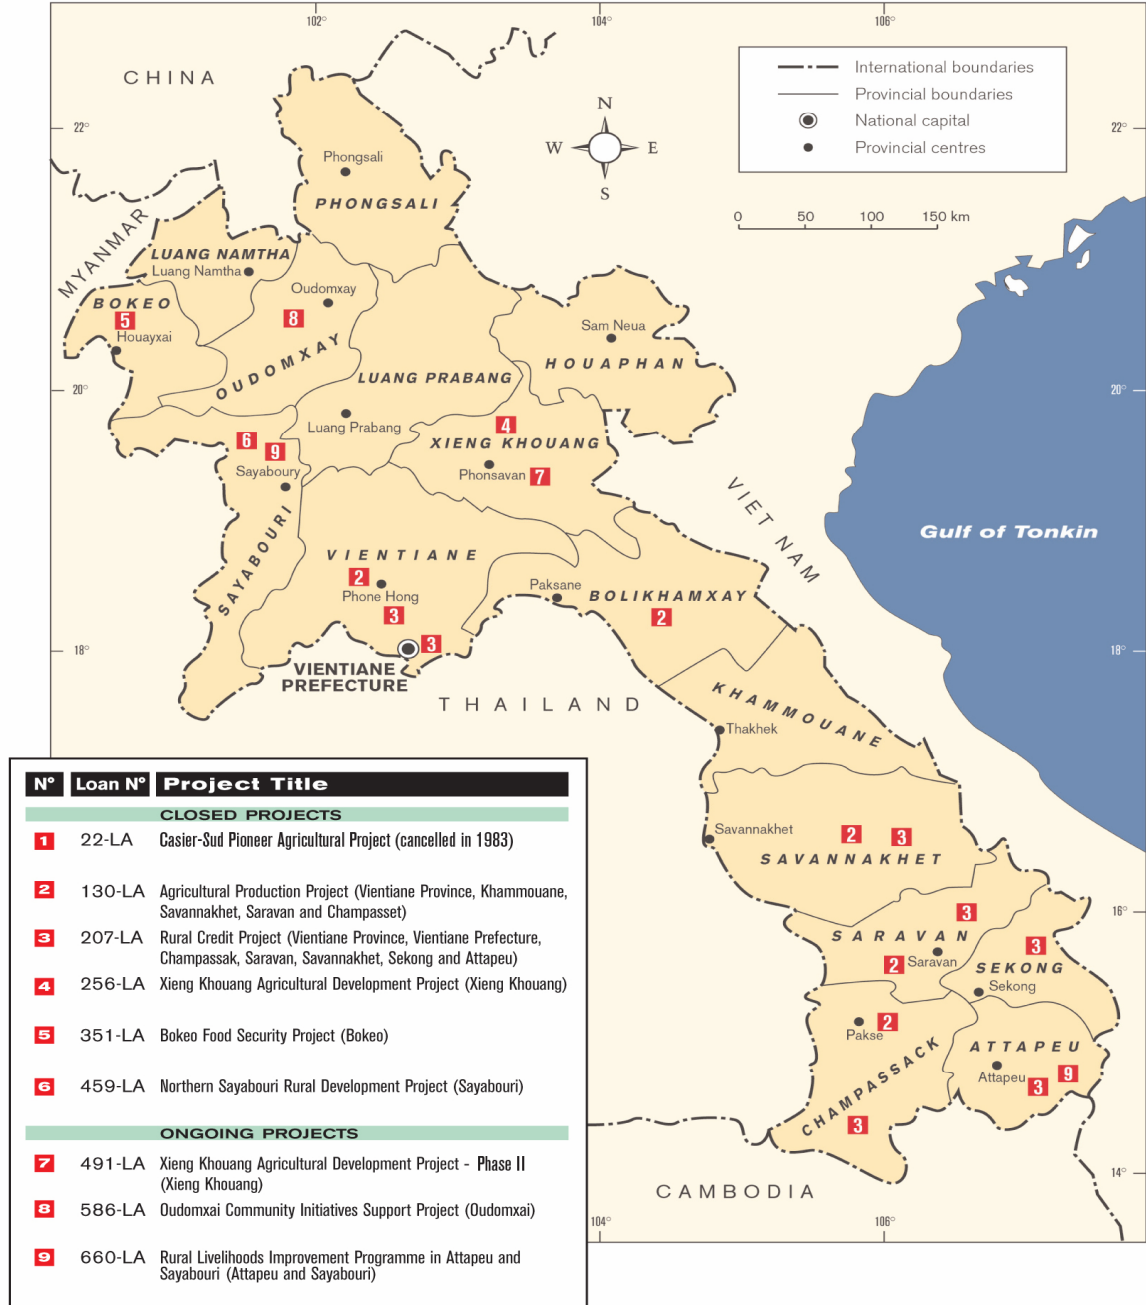 102°
104°
106°
CHINA
International boundaries
Provincial boundaries
National capital
Provincial centres
N
W
E
S
22°
22°
0 50 100 150 km
Phongsali
PHONGSALI
MYANMAR
LUANG NAMTHA
Luang Namtha
BOKEO
5
Houayxai
Oudomxay
8
OUDOMXAY
Sam Neua
HOUAPHAN
20°
20°
LUANG PRABANG
Luang Prabang
4
XIENG KHOUANG
Phonsavan
7
6
9
Sayaboury
SAYABOURI
VIET NAM
Gulf of Tonkin
VIENTIANE
2
Phone Hong
3
3
Paksane
BOLIKHAMXAY
2
18°
18°
VIENTIANE
PREFECTURE
THAILAND
KHAMMOUANE
Thakhek
Savannakhet
2
3
SAVANNAKHET
16°
3
SARAVAN
2
Saravan
3
SEKONG
Sekong
2
Pakse
CHAMPASSACK
3
ATTAPEU
Attapeu
3
9
14°
CAMBODIA
104°
106°
N° Loan N° Project Title
CLOSED PROJECTS
1 22-LA Casier-Sud Pioneer Agricultural Project (cancelled in 1983)
2 130-LA Agricultural Production Project (Vientiane Province, Khammouane,
Savannakhet, Saravan and Champasset)
3 207-LA Rural Credit Project (Vientiane Province, Vientiane Prefecture,
Champassak, Saravan, Savannakhet, Sekong and Attapeu)
4 256-LA Xieng Khouang Agricultural Development Project (Xieng Khouang)
5 351-LA Bokeo Food Security Project (Bokeo)
6 459-LA Northern Sayabouri Rural Development Project (Sayabouri)
ONGOING PROJECTS
7 491-LA Xieng Khouang Agricultural Development Project - Phase II
(Xieng Khouang)
8 586-LA Oudomxai Community Initiatives Support Project (Oudomxai)
9 660-LA Rural Livelihoods Improvement Programme in Attapeu and
Sayabouri (Attapeu and Sayabouri)